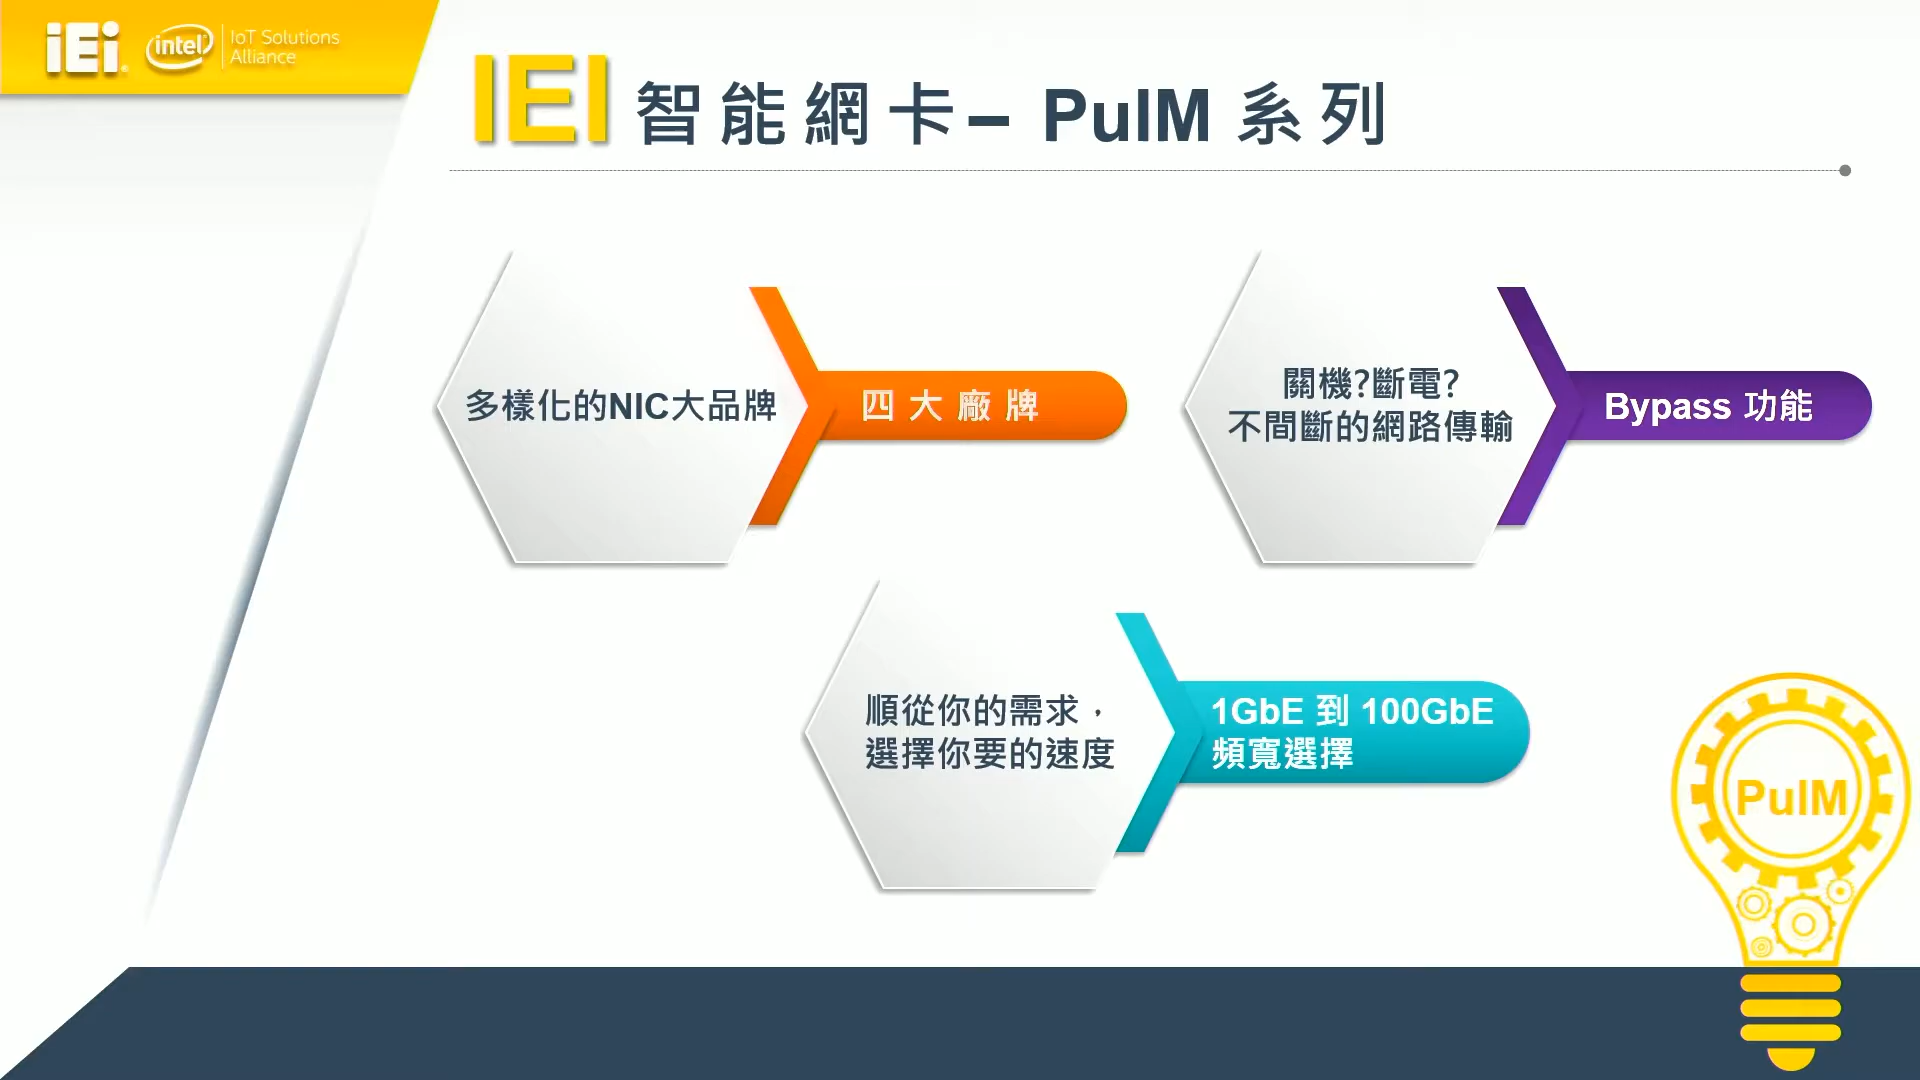 iEi
intel
IoT Solutions
Alliance
IEI 智能網卡– PulM 系列
多樣化的NIC大品牌
四大廠牌
關機?斷電?
不間斷的網路傳輸
Bypass 功能
順從你的需求，
選擇你要的速度
1GbE 到 100GbE
頻寬選擇
PulM